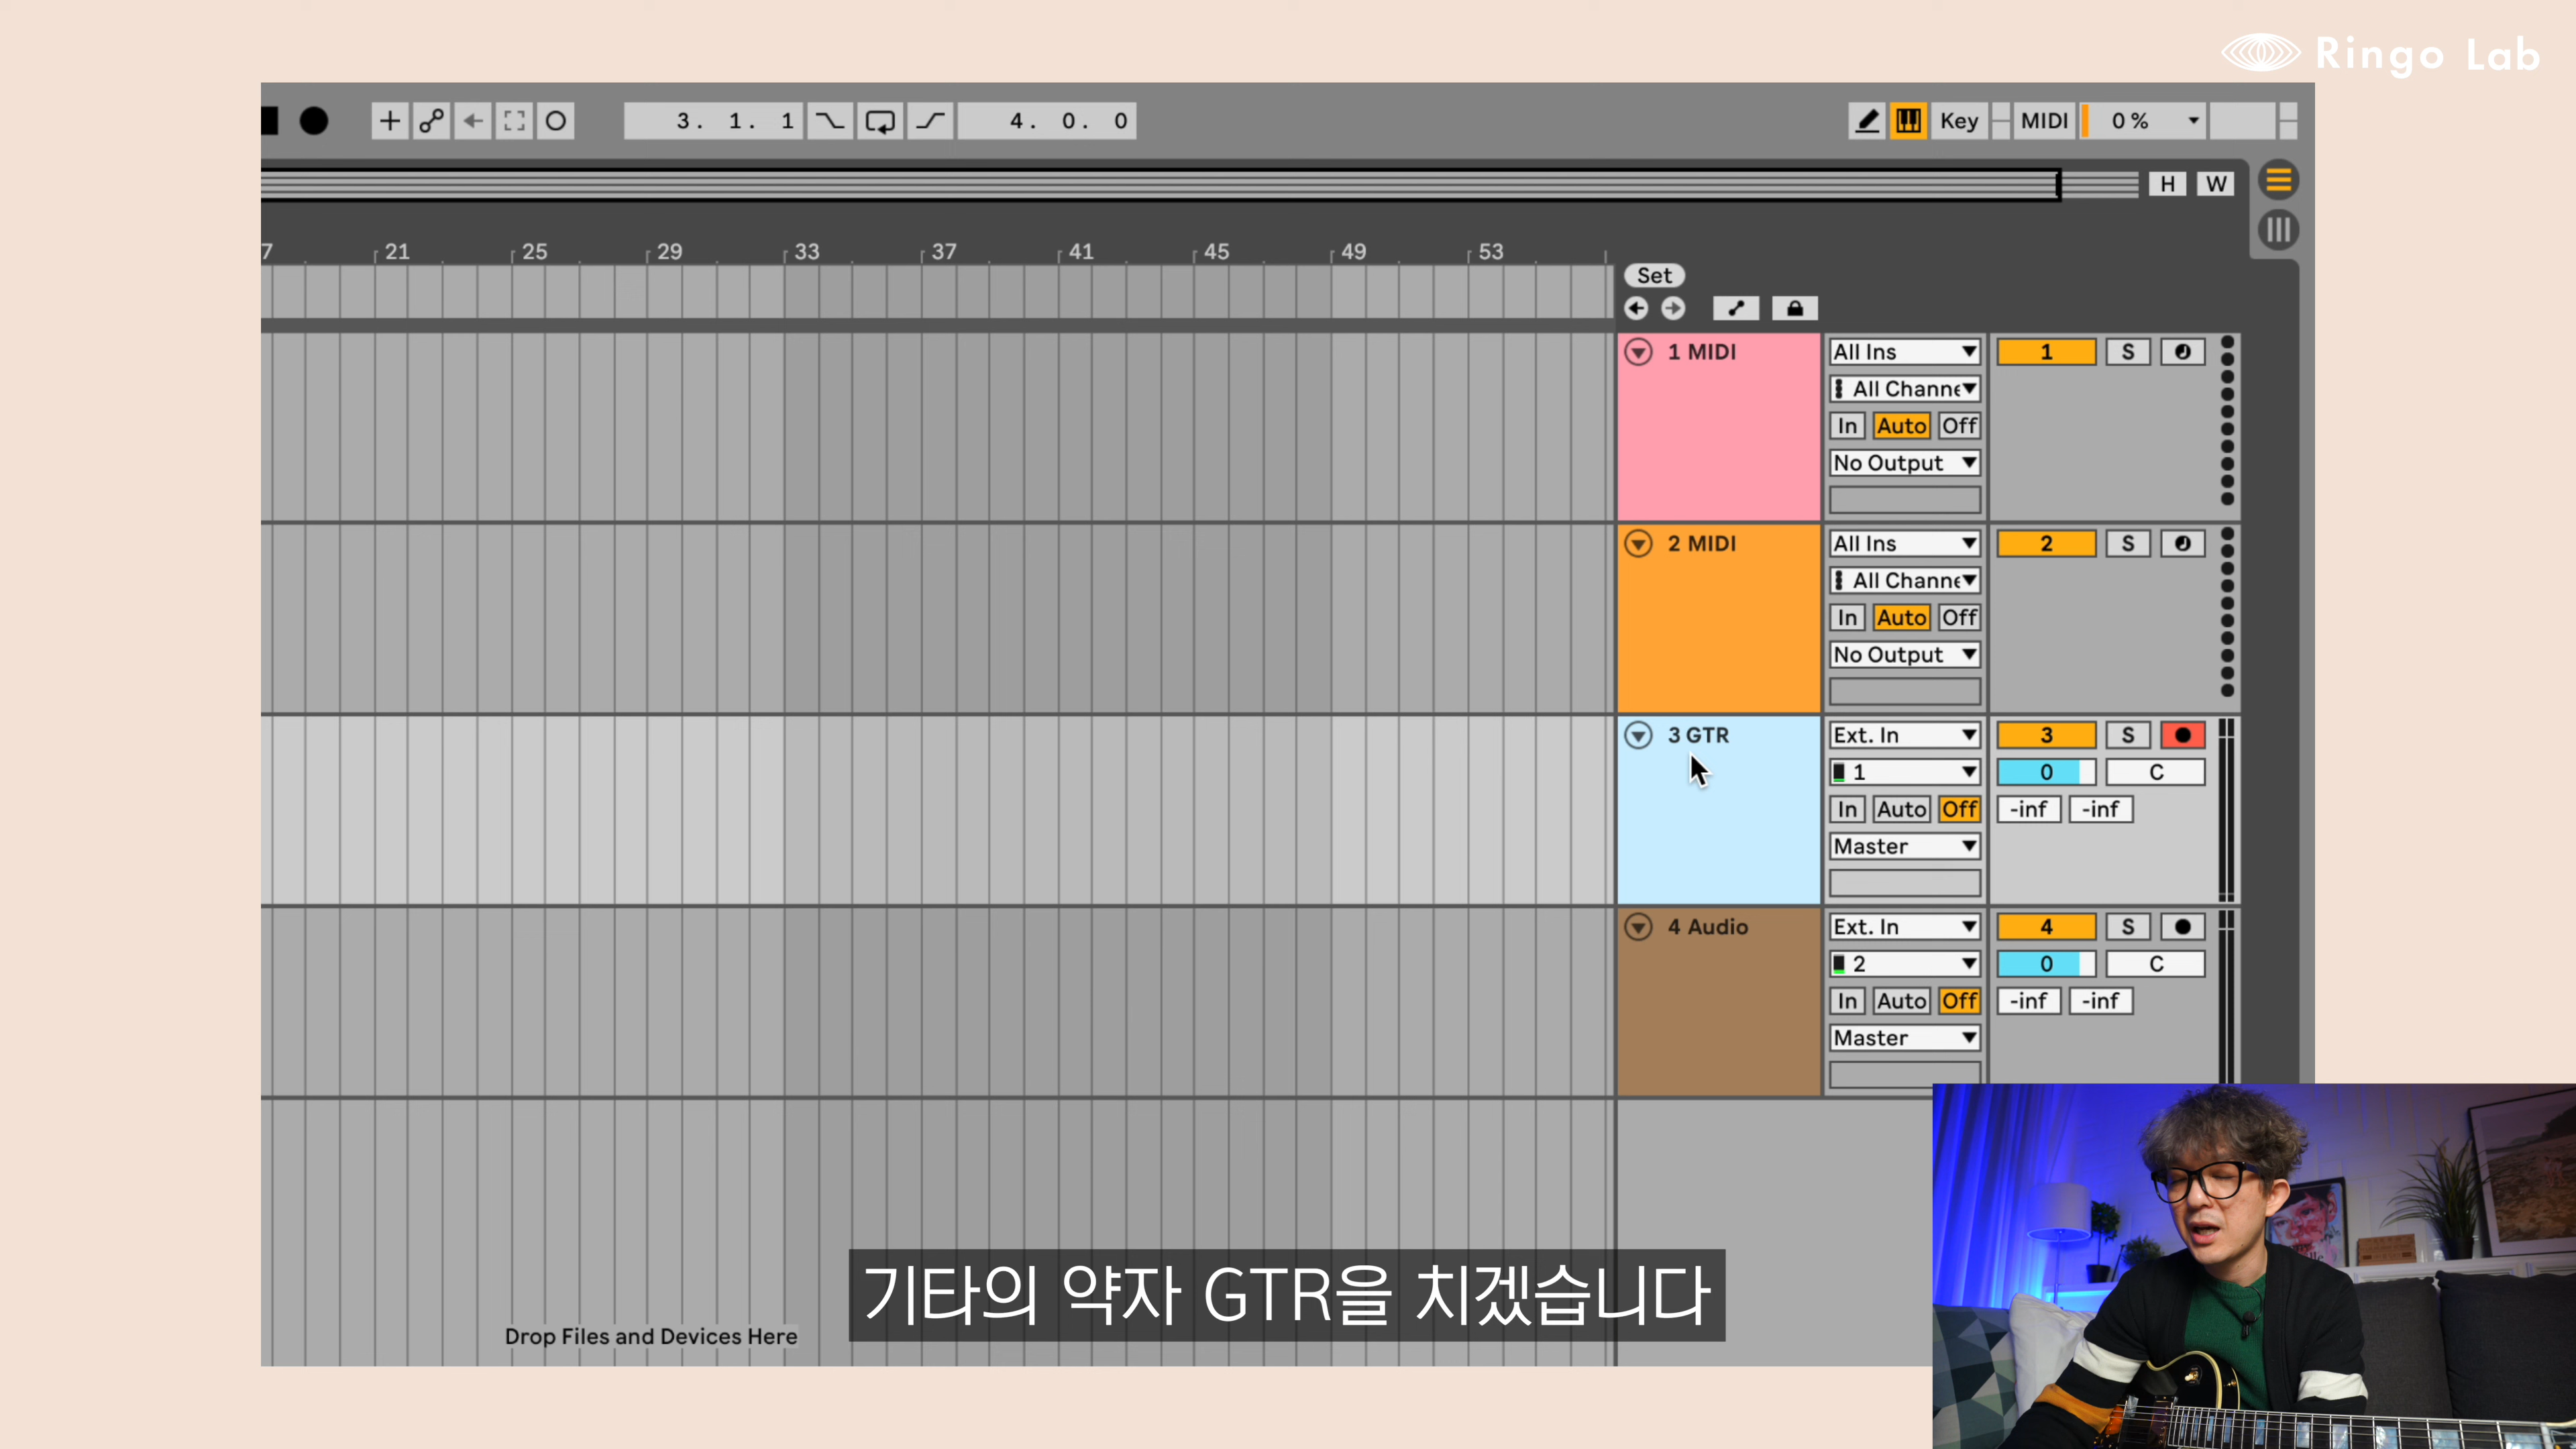 Ringo Lab
3. 1. 1
4. 0. 0
Key
MIDI
0 %
H
W
7
21
25
29
33
37
41
45
49
53
Set
1 MIDI
All Ins
1
S
All Channe
In
Auto
Off
No Output
2 MIDI
All Ins
2
S
All Channe
In
Auto
Off
No Output
3 GTR
Ext. In
3
S
1
0
C
In
Auto
Off
-inf
-inf
Master
4 Audio
Ext. In
4
S
2
0
C
In
Auto
Off
-inf
-inf
Master
기타의 약자 GTR을 치겠습니다
Drop Files and Devices Here